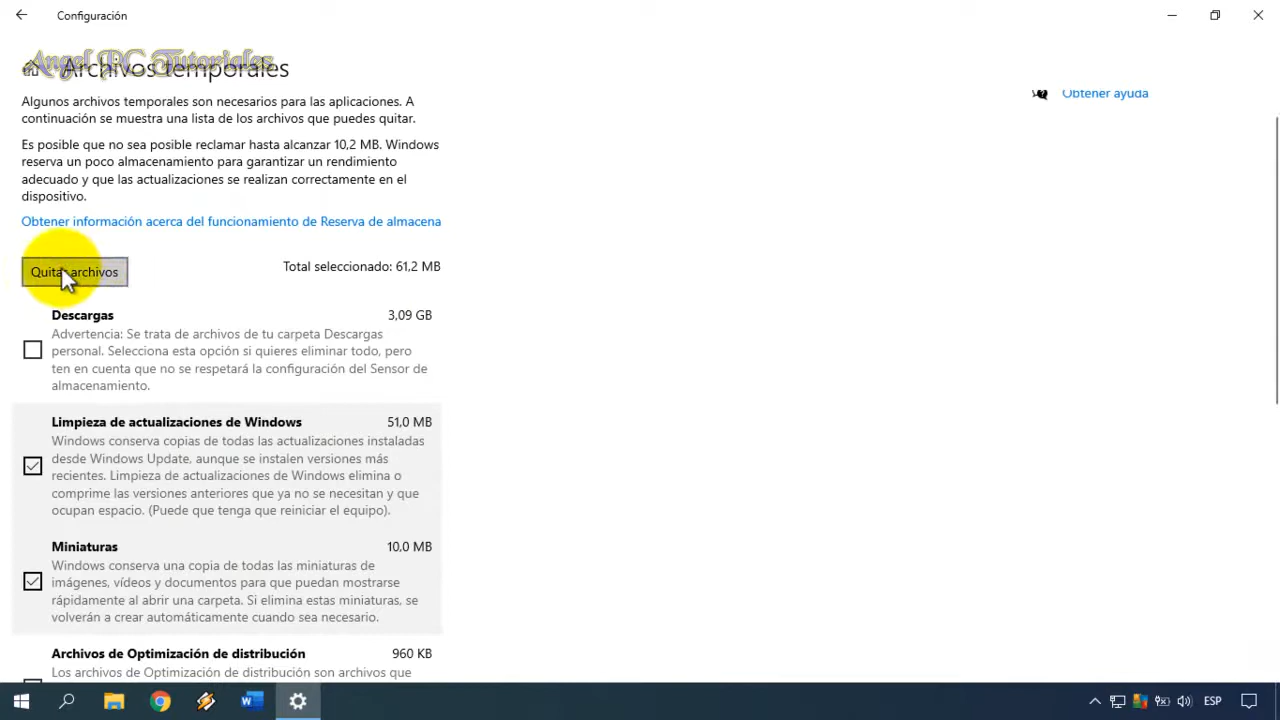 Configuración
Angel PC Tutoriales
Archivos temporales
Algunos archivos temporales son necesarios para las aplicaciones. A
continuación se muestra una lista de los archivos que puedes quitar.
Obtener ayuda
Es posible que no sea posible reclamar hasta alcanzar 10,2 MB. Windows
reserva un poco almacenamiento para garantizar un rendimiento
adecuado y que las actualizaciones se realizan correctamente en el
dispositivo.
Obtener información acerca del funcionamiento de Reserva de almacena
Quitar archivos
Total seleccionado: 61,2 MB
Descargas 3,09 GB
Advertencia: Se trata de archivos de tu carpeta Descargas
personal. Selecciona esta opción si quieres eliminar todo, pero
ten en cuenta que no se respetará la configuración del Sensor de
almacenamiento.
Limpieza de actualizaciones de Windows 51,0 MB
Windows conserva copias de todas las actualizaciones instaladas
desde Windows Update, aunque se instalen versiones más
recientes. Limpieza de actualizaciones de Windows elimina o
comprime las versiones anteriores que ya no se necesitan y que
ocupan espacio. (Puede que tenga que reiniciar el equipo).
Miniaturas 10,0 MB
Windows conserva una copia de todas las miniaturas de
imágenes, vídeos y documentos para que puedan mostrarse
rápidamente al abrir una carpeta. Si elimina estas miniaturas, se
volverán a crear automáticamente cuando sea necesario.
Archivos de Optimización de distribución 960 KB
Los archivos de Optimización de distribución son archivos que
ESP